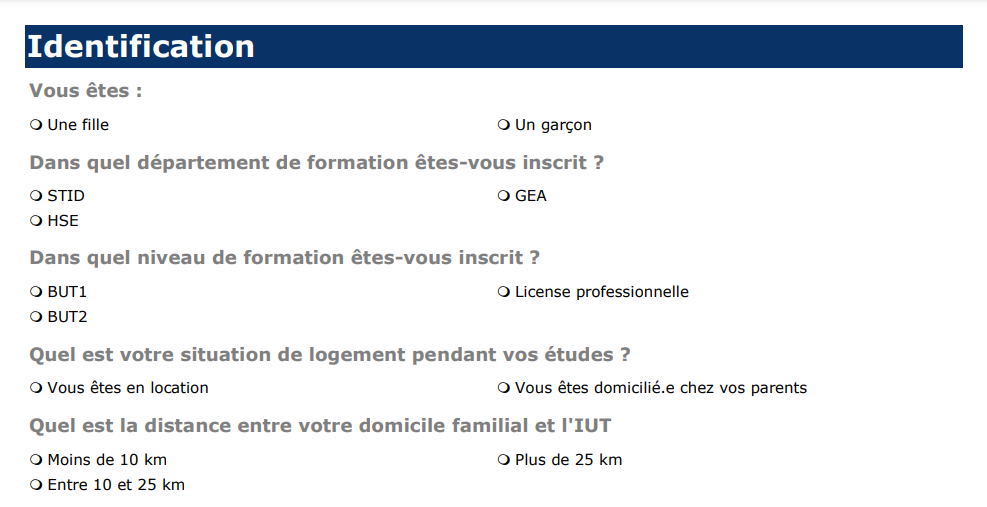 Identification
Vous êtes :
❍ Une fille ❍ Un garçon
Dans quel département de formation êtes-vous inscrit ?
❍ STID ❍ GEA
❍ HSE
Dans quel niveau de formation êtes-vous inscrit ?
❍ BUT1 ❍ License professionnelle
❍ BUT2
Quel est votre situation de logement pendant vos études ?
❍ Vous êtes en location ❍ Vous êtes domicilié.e chez vos parents
Quel est la distance entre votre domicile familial et l'IUT
❍ Moins de 10 km ❍ Plus de 25 km
❍ Entre 10 et 25 km